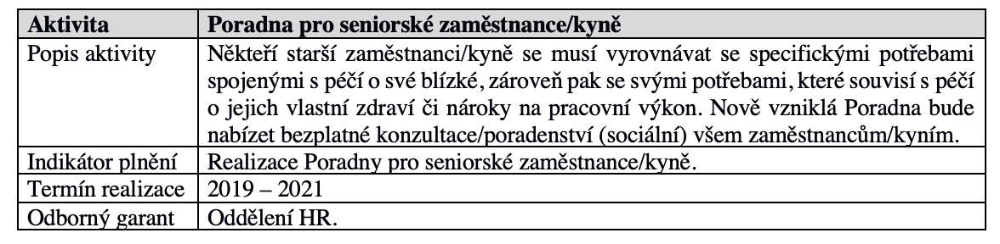 Aktivita Poradna pro seniorské zaměstnance/kyně
Popis aktivity Někteří starší zaměstnanci/kyně se musí vyrovnávat se specifickými potřebami
spojenými s péčí o své blízké, zároveň pak se svými potřebami, které souvisí s péčí
o jejich vlastní zdraví či nároky na pracovní výkon. Nově vzniklá Poradna bude
nabízet bezplatné konzultace/poradenství (sociální) všem zaměstnancům/kyním.
Indikátor plnění Realizace Poradny pro seniorské zaměstnance/kyně.
Termín realizace 2019 – 2021
Odborný garant Oddělení HR.